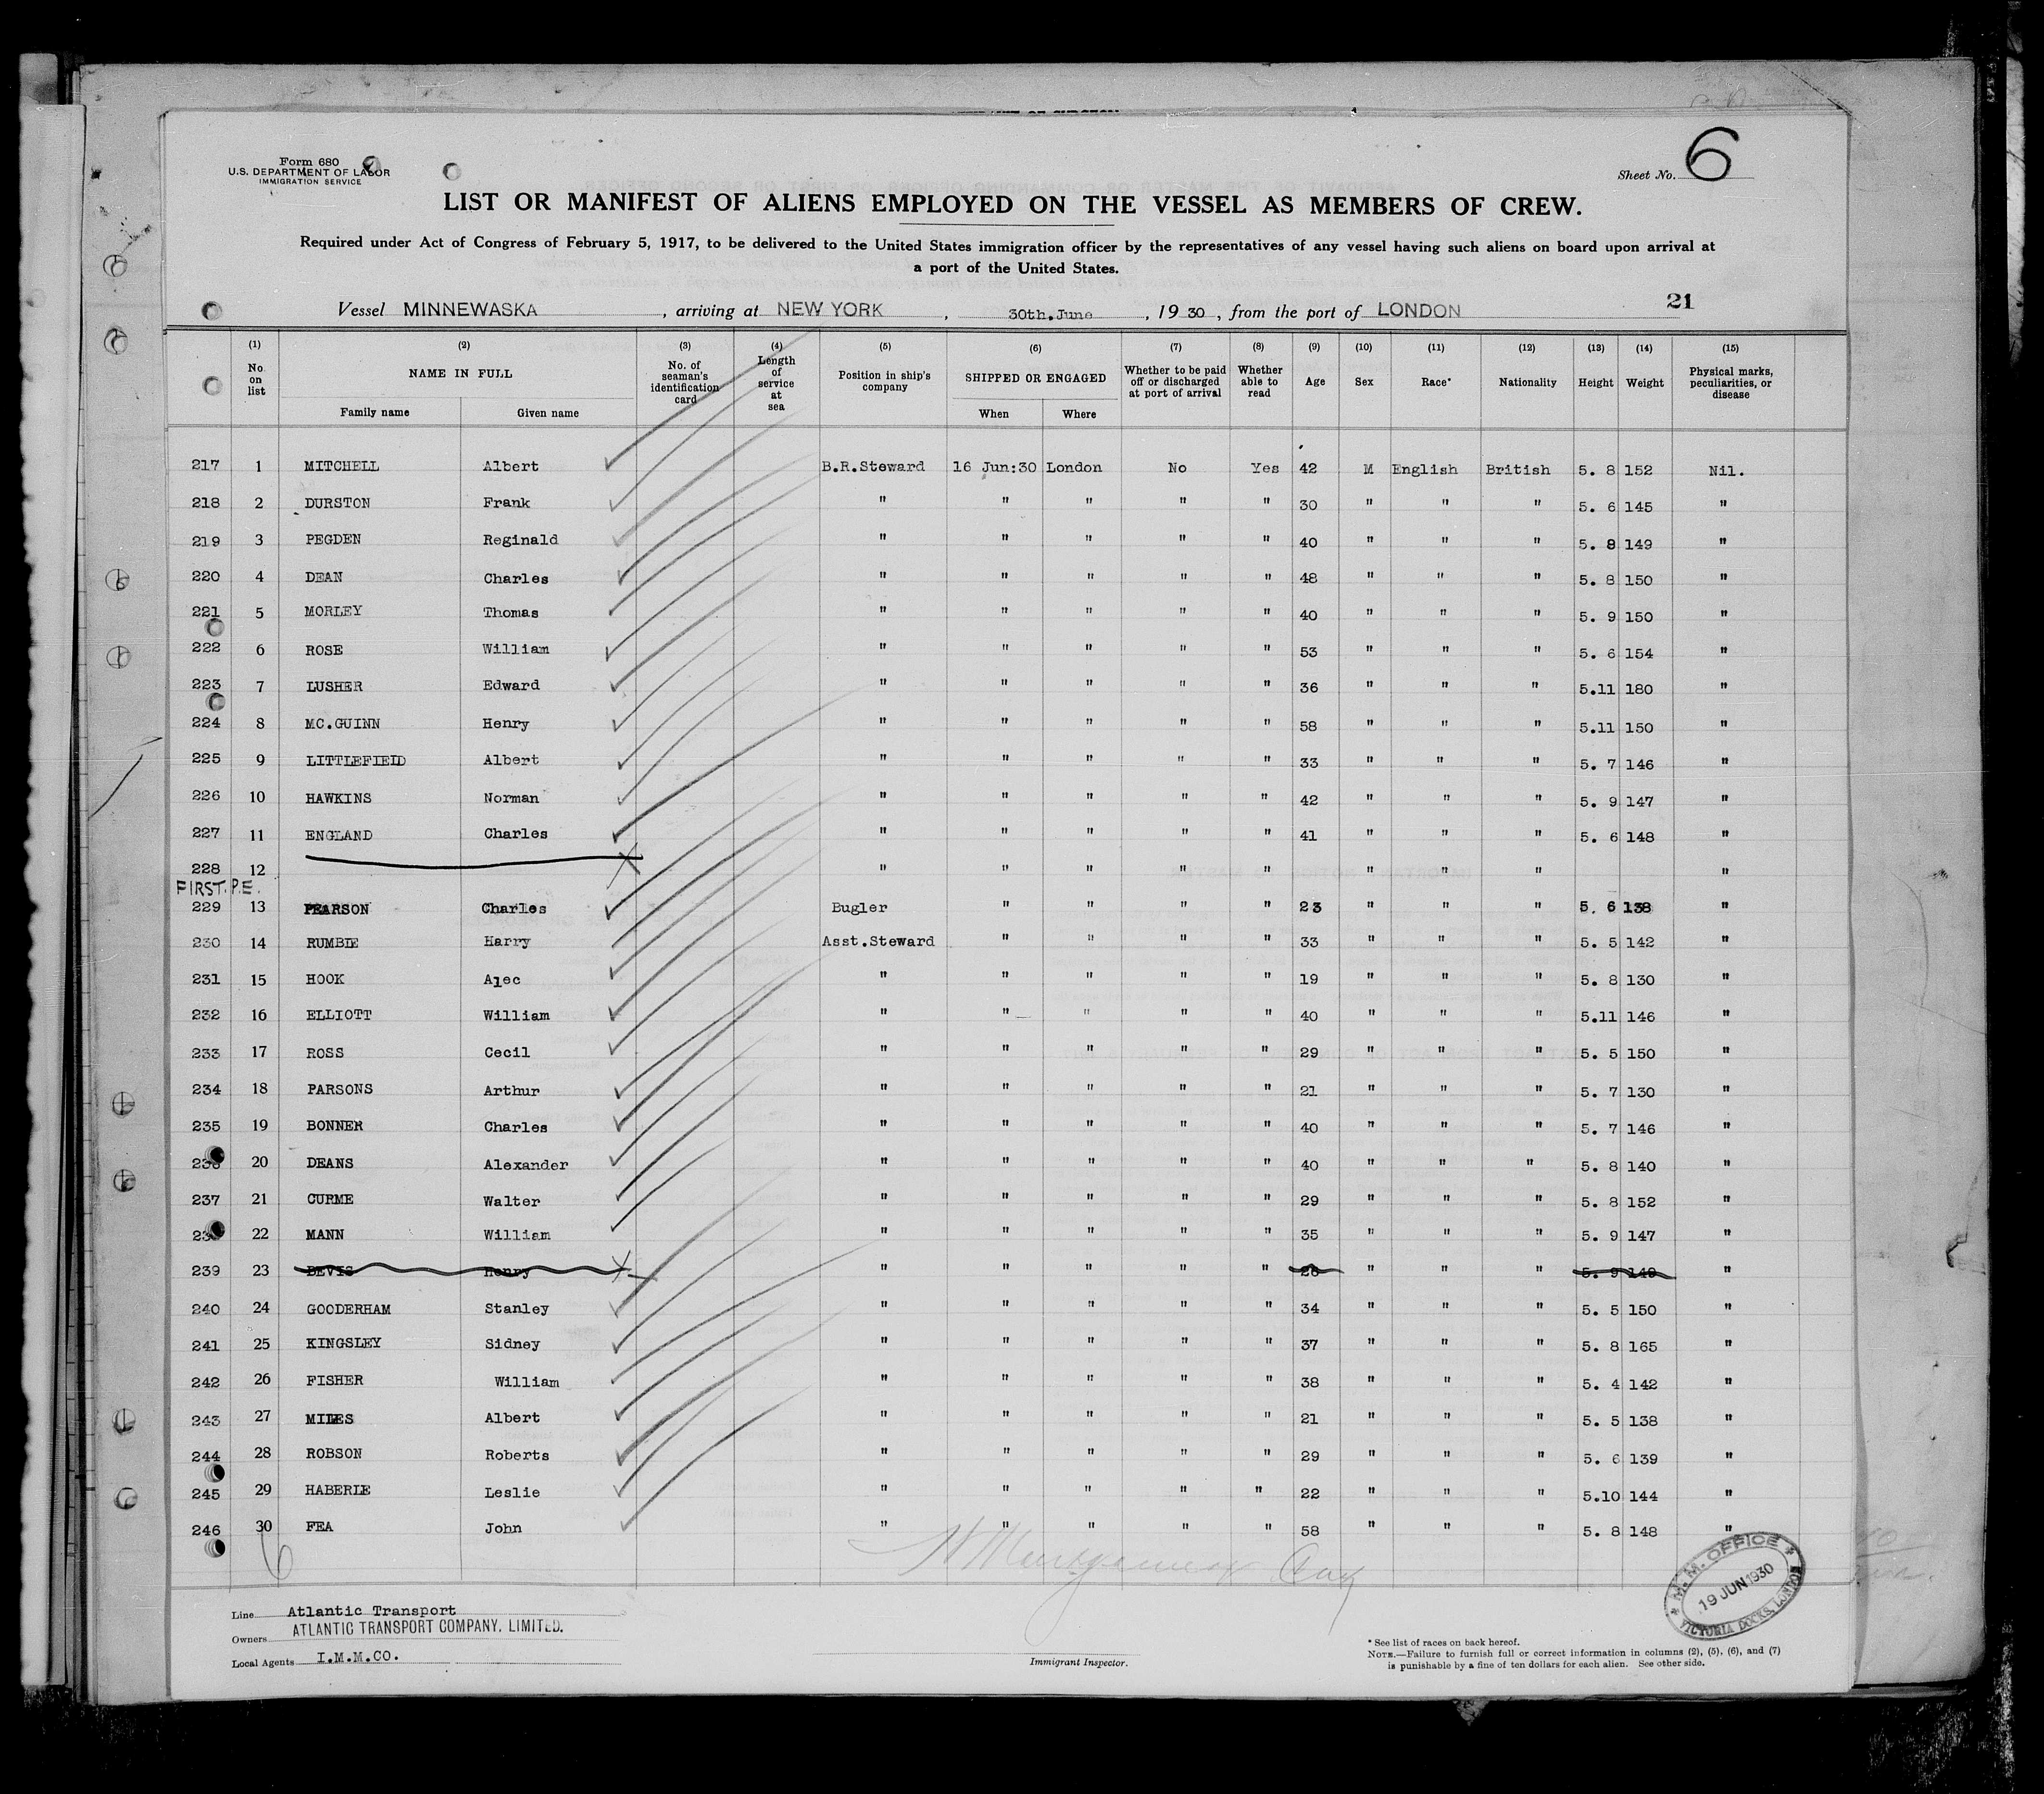 Form 680
U.S. DEPARTMENT OF LABOR
IMMIGRATION SERVICE
Sheet No. 6
LIST OR MANIFEST OF ALIENS EMPLOYED ON THE VESSEL AS MEMBERS OF CREW.
Required under Act of Congress of February 5, 1917, to be delivered to the United States immigration officer by the representatives of any vessel having such aliens on board upon arrival at
a port of the United States.
Vessel MINNEWASKA, arriving at NEW YORK, 30th.June, 1930, from the port of LONDON 21
(1) No. on list (2) NAME IN FULL Family name Given name (3) No. of seaman's identification card (4) Length of service at sea (5) Position in ship's company (6) SHIPPED OR ENGAGED When Where (7) Whether to be paid off or discharged at port of arrival (8) Whether able to read (9) Age (10) Sex (11) Race* (12) Nationality (13) Height (14) Weight (15) Physical marks, peculiarities, or disease
217 1 MITCHELL Albert B.R.Steward 16 Jun:30 London No Yes 42 M English British 5. 8 152 Nil.
218 2 DURSTON Frank " " " " " 30 " " " 5. 6 145 "
219 3 PEGDEN Reginald " " " " " 40 " " " 5. 8 149 "
220 4 DEAN Charles " " " " " 48 " " " 5. 8 150 "
221 5 MORLEY Thomas " " " " " 40 " " " 5. 9 150 "
222 6 ROSE William " " " " " 53 " " " 5. 6 154 "
223 7 LUSHER Edward " " " " " 36 " " " 5.11 180 "
224 8 MC.GUINN Henry " " " " " 58 " " " 5.11 150 "
225 9 LITTLEFIELD Albert " " " " " 33 " " " 5. 7 146 "
226 10 HAWKINS Norman " " " " " 42 " " " 5. 9 147 "
227 11 ENGLAND Charles " " " " " 41 " " " 5. 6 148 "
228 12 " " " " " " " " "
FIRST. P.E.
229 13 PEARSON Charles Bugler " " " " 23 " " " 5. 6 138 "
230 14 RUMBLE Harry Asst.Steward " " " " 33 " " " 5. 5 142 "
231 15 HOOK Alec " " " " " 19 " " " 5. 8 130 "
232 16 ELLIOTT William " " " " " 40 " " " 5.11 146 "
233 17 ROSS Cecil " " " " " 29 " " " 5. 5 150 "
234 18 PARSONS Arthur " " " " " 21 " " " 5. 7 130 "
235 19 BONNER Charles " " " " " 40 " " " 5. 7 146 "
236 20 DEANS Alexander " " " " " 40 " " " 5. 8 140 "
237 21 CURME Walter " " " " " 29 " " " 5. 8 152 "
238 22 MANN William " " " " " 35 " " " 5. 9 147 "
239 23 DEVIS Henry " " " " " 26 " " " 5. 9 149 "
240 24 GOODERHAM Stanley " " " " " 34 " " " 5. 5 150 "
241 25 KINGSLEY Sidney " " " " " 37 " " " 5. 8 165 "
242 26 FISHER William " " " " " 38 " " " 5. 4 142 "
243 27 MILES Albert " " " " " 21 " " " 5. 5 138 "
244 28 ROBSON Roberts " " " " " 29 " " " 5. 6 139 "
245 29 HABERLE Leslie " " " " " 22 " " " 5.10 144 "
246 30 FEA John " " " " " 58 " " " 5. 8 148 "
6
Line Atlantic Transport
Owners ATLANTIC TRANSPORT COMPANY, LIMITED.
Local Agents I.M.M.CO.
Immigrant Inspector.
M.M. OFFICE
19 JUN 1930
VICTORIA DOCKS, LONDON
* See list of races on back hereof.
NOTE.—Failure to furnish full or correct information in columns (2), (5), (6), and (7)
is punishable by a fine of ten dollars for each alien. See other side.